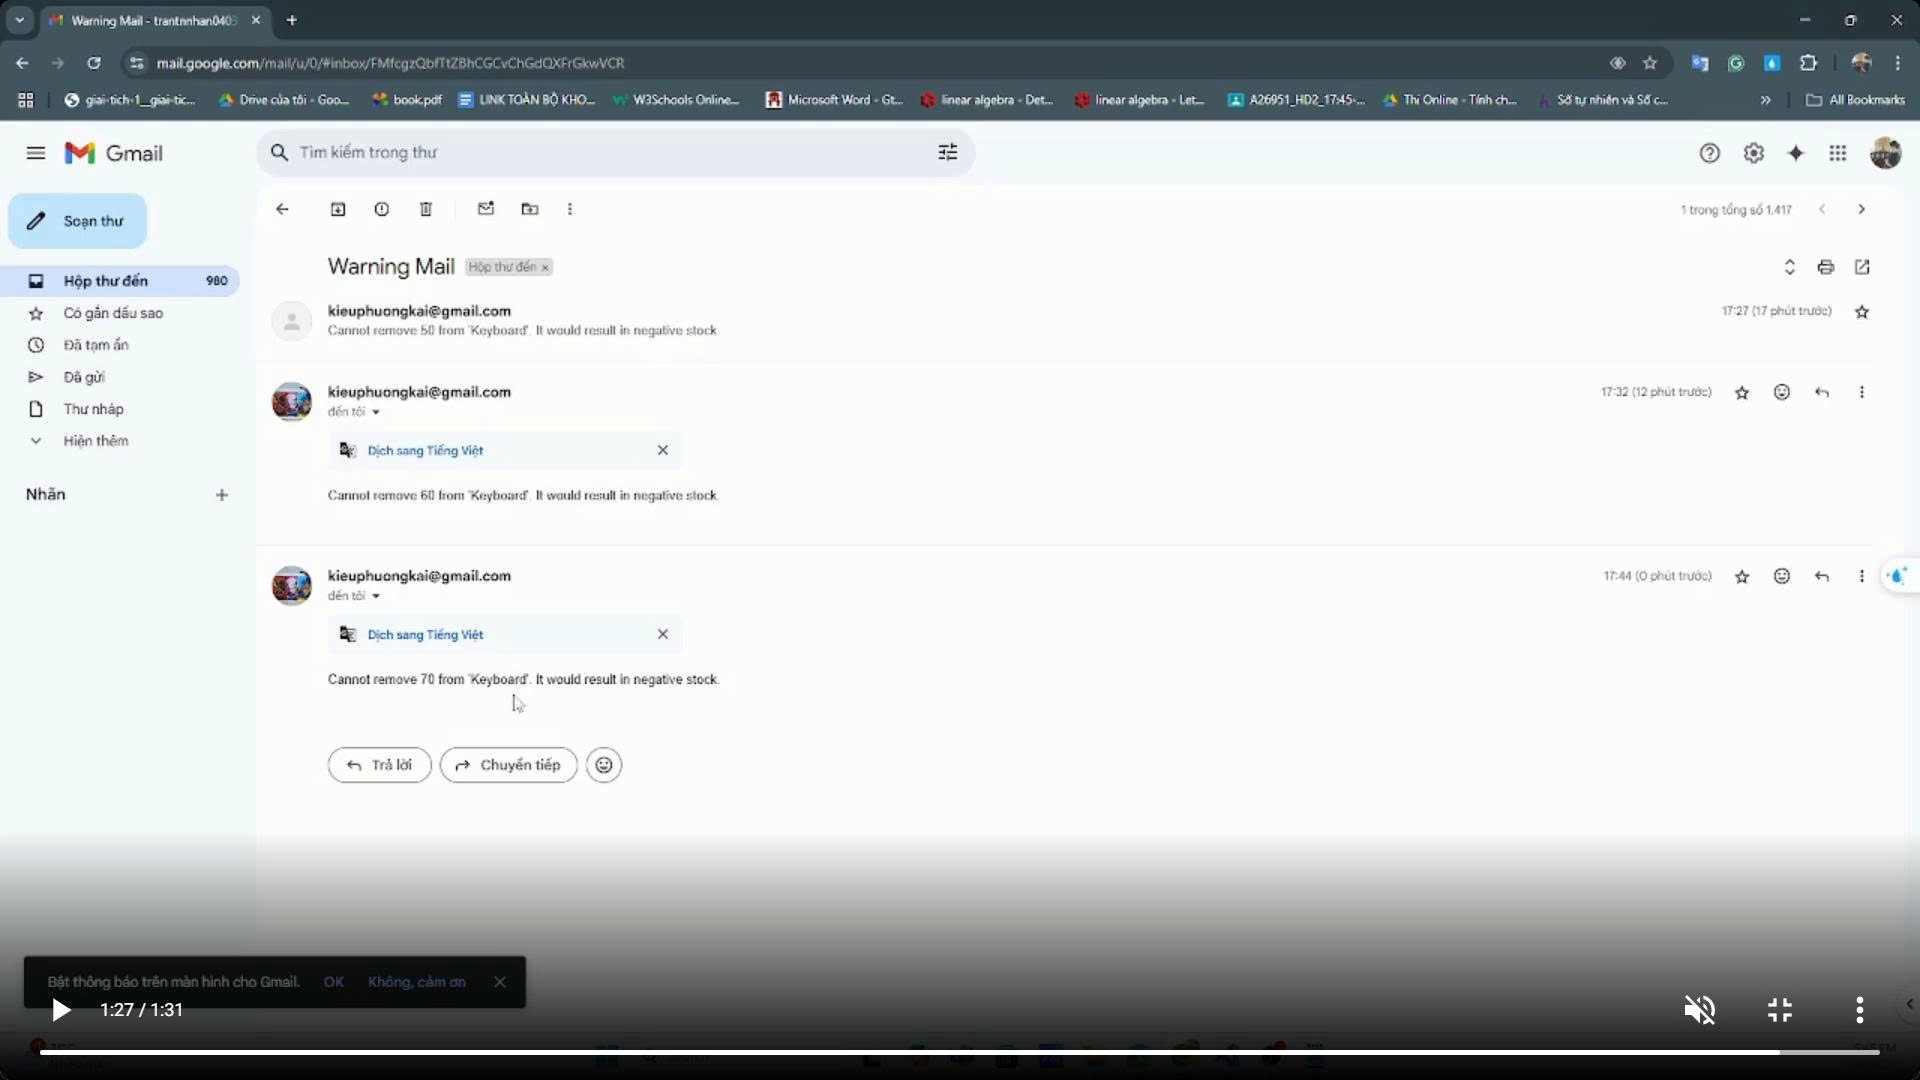 Warning Mail - trantnnhan0403
mail.google.com/mail/u/0/#inbox/FMfcgzQbfTtZBhCGCvChGdQXFrGkwVCR
giai-tich-1_giai-tic...
Drive của tôi - Goo...
book.pdf
LINK TOÀN BỘ KHO...
W3Schools Online...
Microsoft Word - Gt...
linear algebra - Det...
linear algebra - Let...
A26951_HD2_17:45-...
Thi Online - Tính ch...
Số tự nhiên và Số c...
All Bookmarks
Gmail
Tìm kiếm trong thư
Soạn thư
1 trong tổng số 1.417
Hộp thư đến 980
Có gắn dấu sao
Đã tạm ẩn
Đã gửi
Thư nháp
Hiện thêm
Nhãn
Warning Mail Hộp thư đến x
kieuphuongkai@gmail.com 17:27 (17 phút trước)
Cannot remove 50 from 'Keyboard'. It would result in negative stock
kieuphuongkai@gmail.com 17:32 (12 phút trước)
đến tôi
Dịch sang Tiếng Việt
Cannot remove 60 from 'Keyboard'. It would result in negative stock.
kieuphuongkai@gmail.com 17:44 (0 phút trước)
đến tôi
Dịch sang Tiếng Việt
Cannot remove 70 from 'Keyboard'. It would result in negative stock.
Trả lời
Chuyển tiếp
Bật thông báo trên màn hình cho Gmail. OK Không, cảm ơn
1:27 / 1:31